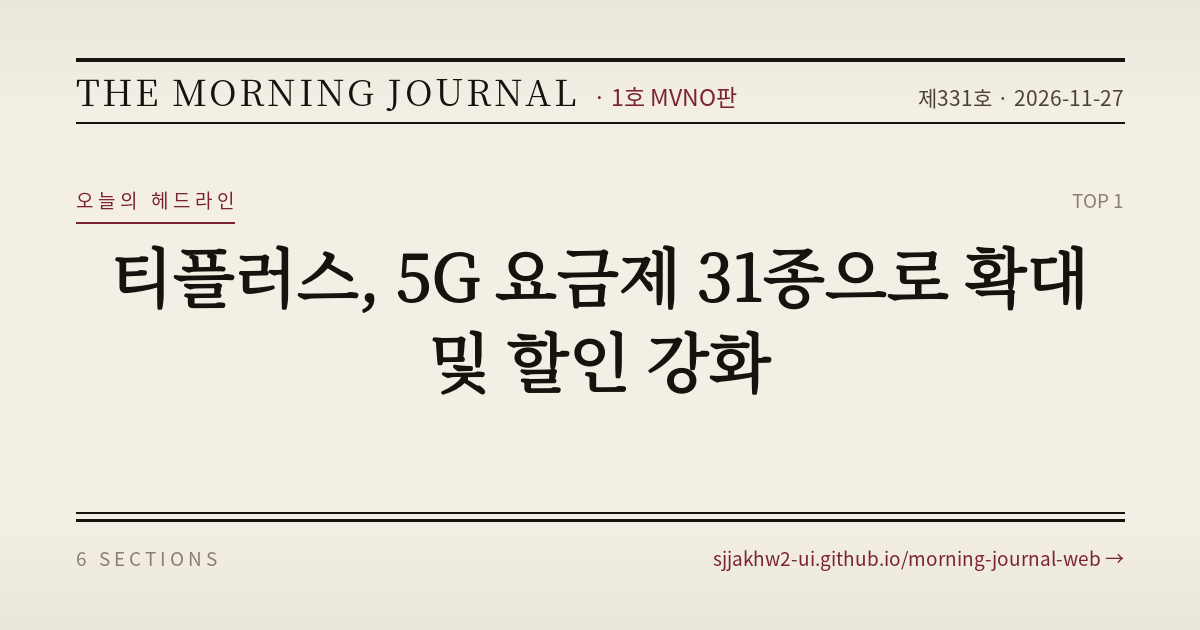 THE MORNING JOURNAL · 1호 MVNO판 제331호 · 2026-11-27
오늘의 헤드라인 TOP 1
티플러스, 5G 요금제 31종으로 확대
및 할인 강화
6 SECTIONS sjjakhw2-ui.github.io/morning-journal-web →